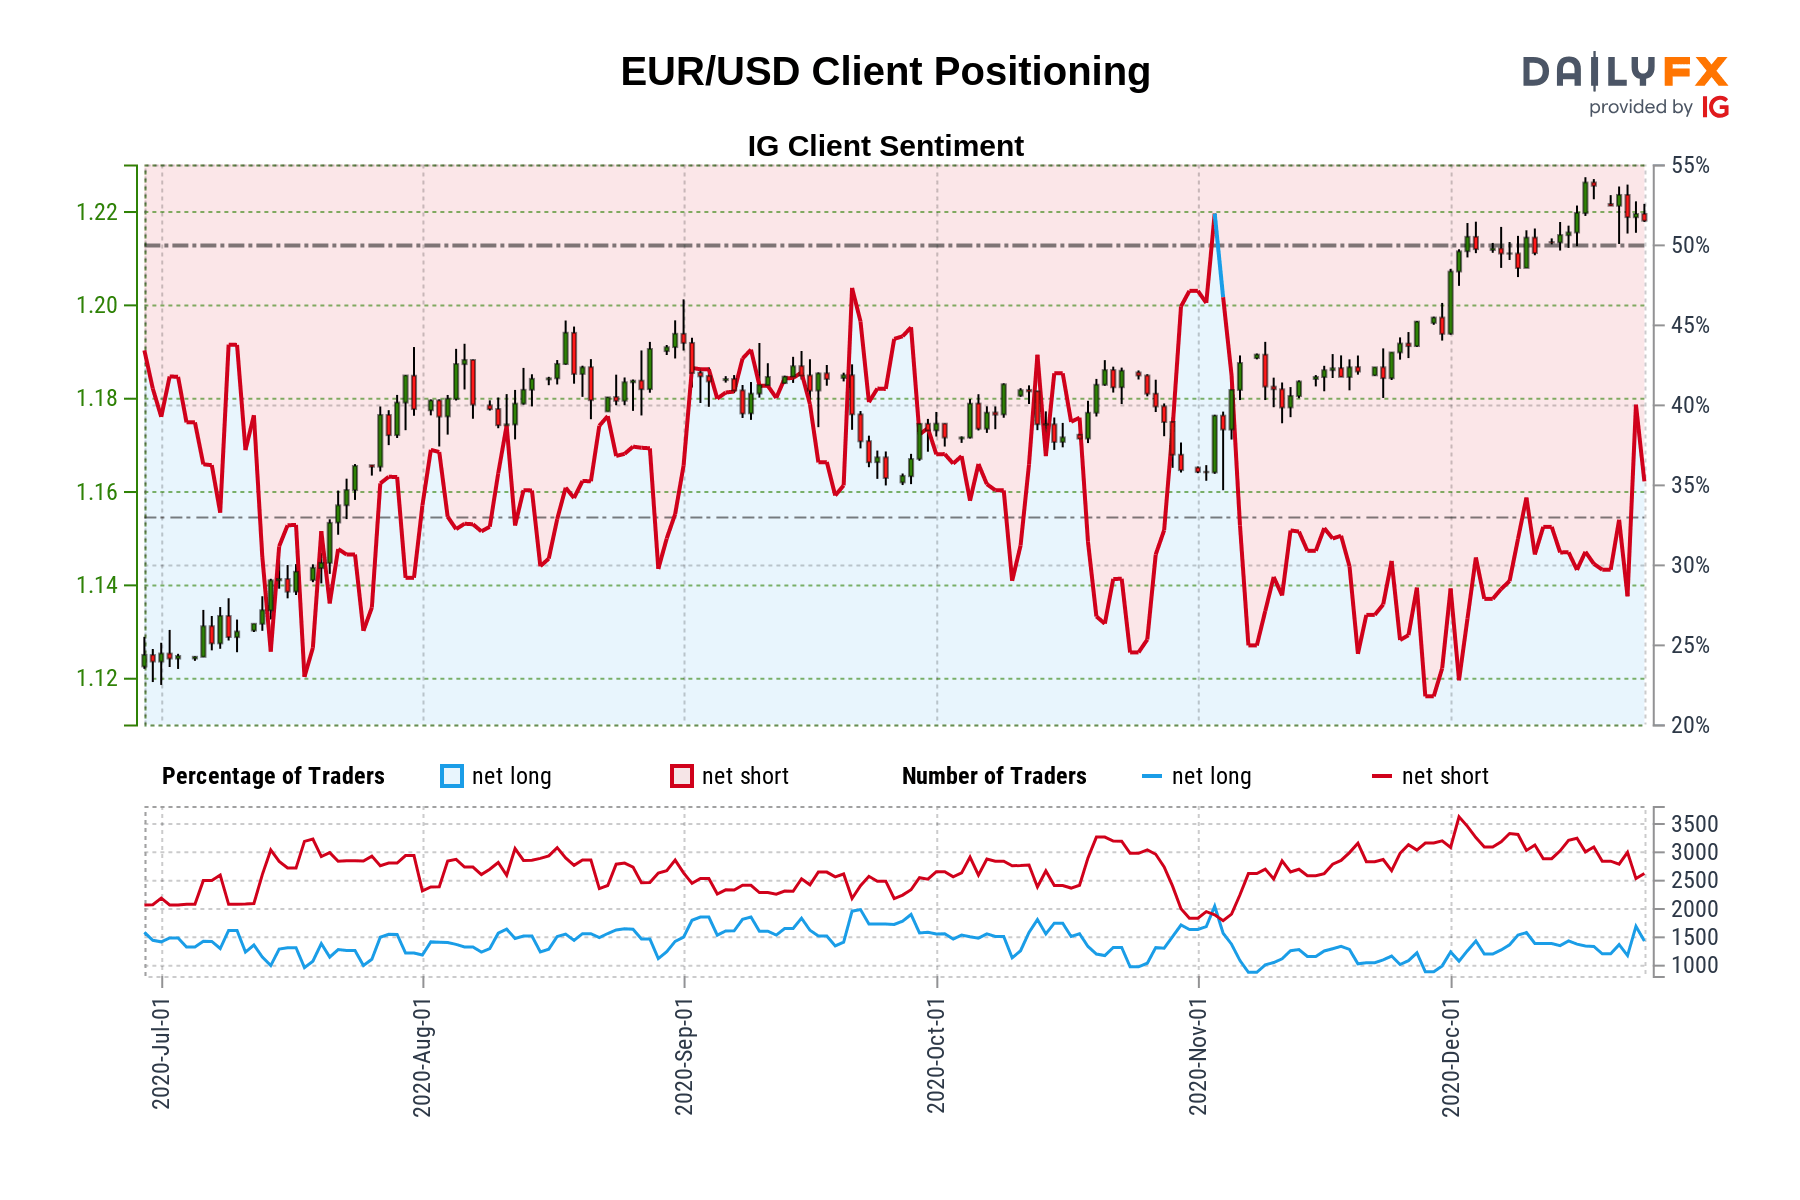 EUR/USD Client Positioning
DAILYFX
provided by IG
IG Client Sentiment
55%
1.22
50%
1.20
45%
1.18
40%
1.16
35%
30%
1.14
25%
1.12
20%
Percentage of Traders net long net short Number of Traders net long net short
3500
3000
2500
2000
1500
1000
2020-Jul-01
2020-Aug-01
2020-Sep-01
2020-Oct-01
2020-Nov-01
2020-Dec-01